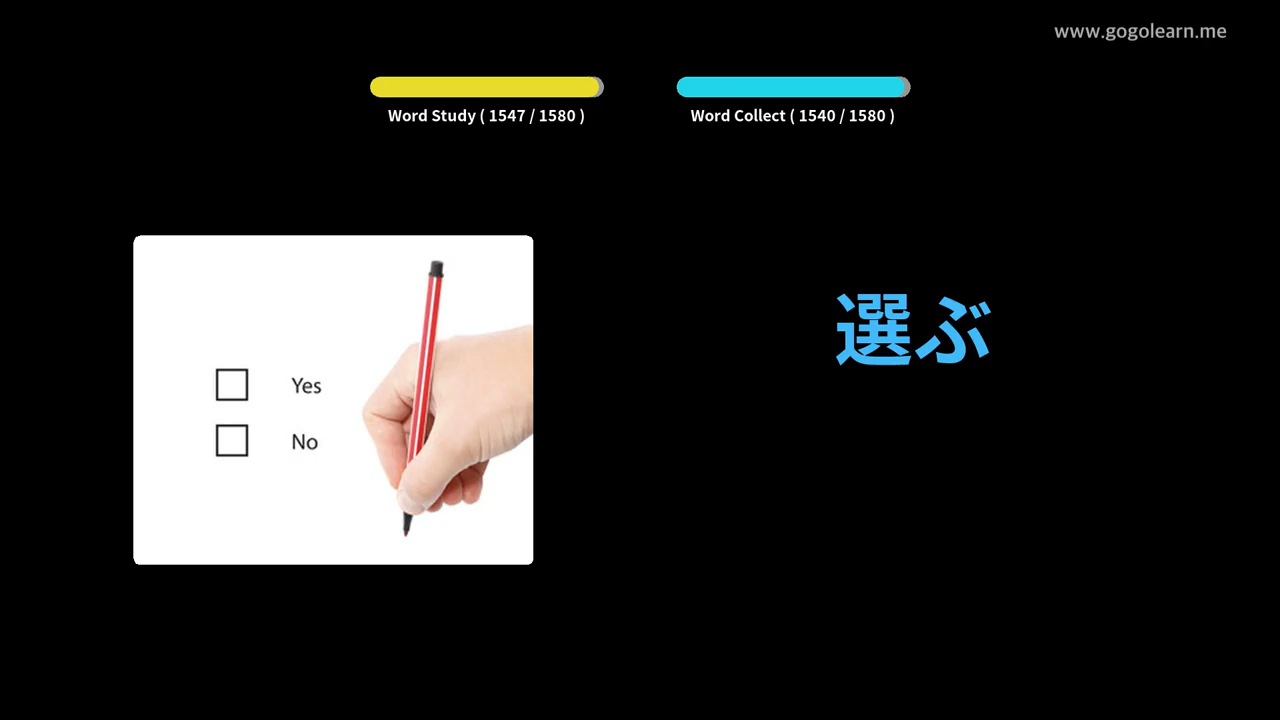 www.gogolearn.me
Word Study ( 1547 / 1580 )
Word Collect ( 1540 / 1580 )
選ぶ
Yes
No